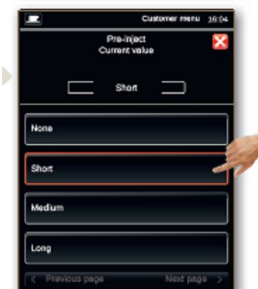 Customer menu 16:04
Pre-inject
Current value
Short
None
Short
Medium
Long
< Previous page Next page >